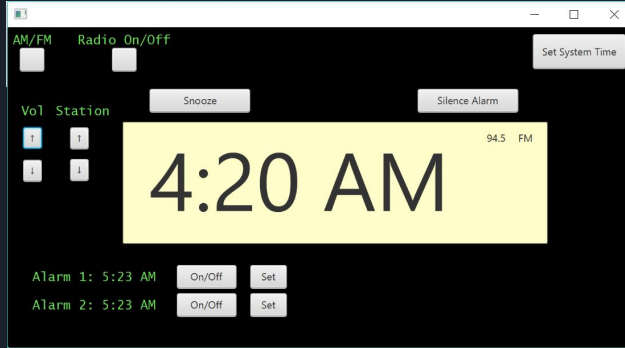 AM/FM Radio On/Off
Set System Time
Snooze Silence Alarm
Vol Station
94.5 FM
↑ ↑
4:20 AM
↓ ↓
Alarm 1: 5:23 AM On/Off Set
Alarm 2: 5:23 AM On/Off Set